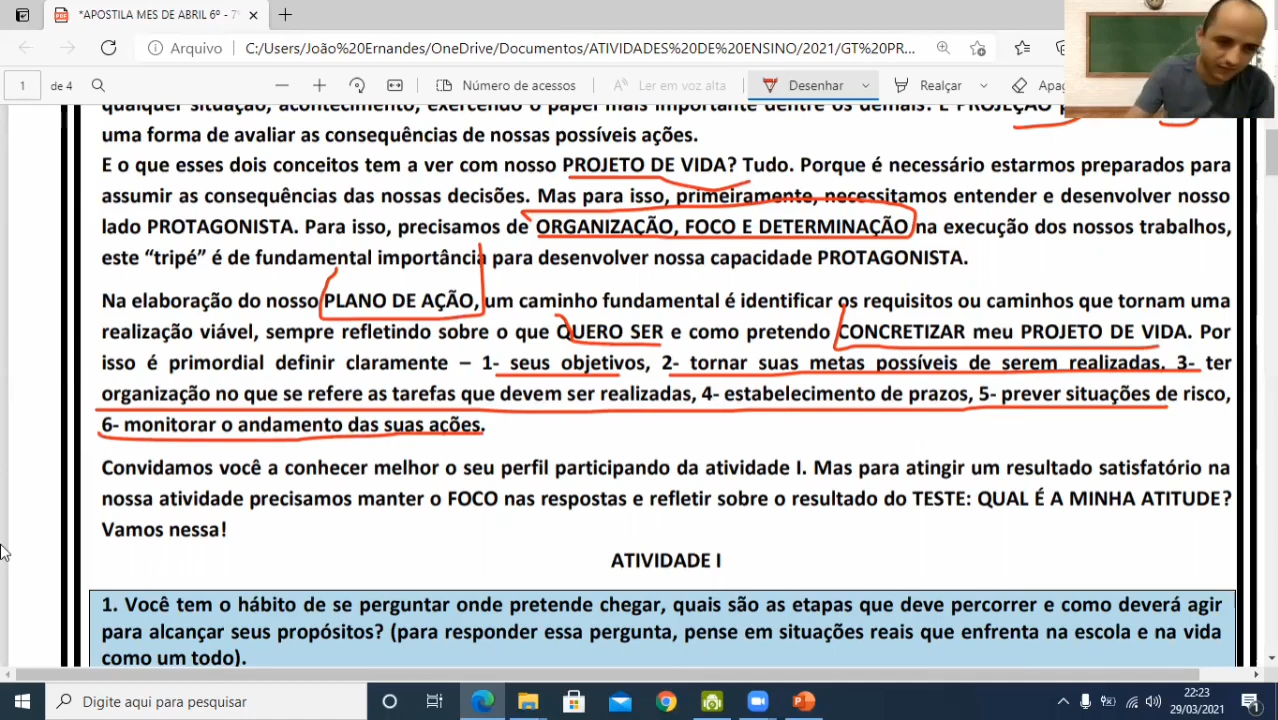 *APOSTILA MES DE ABRIL 6º - 7º
Arquivo C:/Users/João%20Ernandes/OneDrive/Documentos/ATIVIDADES%20DE%20ENSINO/2021/GT%20PR...
1 de 4 Número de acessos Ler em voz alta Desenhar Realçar Apag
qualquer situação, acontecimento, exercendo o papel mais importante dentre os demais. E PROJEÇÃO
uma forma de avaliar as consequências de nossas possíveis ações.
E o que esses dois conceitos tem a ver com nosso PROJETO DE VIDA? Tudo. Porque é necessário estarmos preparados para
assumir as consequências das nossas decisões. Mas para isso, primeiramente, necessitamos entender e desenvolver nosso
lado PROTAGONISTA. Para isso, precisamos de ORGANIZAÇÃO, FOCO E DETERMINAÇÃO na execução dos nossos trabalhos,
este “tripé” é de fundamental importância para desenvolver nossa capacidade PROTAGONISTA.
Na elaboração do nosso PLANO DE AÇÃO, um caminho fundamental é identificar os requisitos ou caminhos que tornam uma
realização viável, sempre refletindo sobre o que QUERO SER e como pretendo CONCRETIZAR meu PROJETO DE VIDA. Por
isso é primordial definir claramente – 1- seus objetivos, 2- tornar suas metas possíveis de serem realizadas. 3- ter
organização no que se refere as tarefas que devem ser realizadas, 4- estabelecimento de prazos, 5- prever situações de risco,
6- monitorar o andamento das suas ações.
Convidamos você a conhecer melhor o seu perfil participando da atividade I. Mas para atingir um resultado satisfatório na
nossa atividade precisamos manter o FOCO nas respostas e refletir sobre o resultado do TESTE: QUAL É A MINHA ATITUDE?
Vamos nessa!
ATIVIDADE I
1. Você tem o hábito de se perguntar onde pretende chegar, quais são as etapas que deve percorrer e como deverá agir
para alcançar seus propósitos? (para responder essa pergunta, pense em situações reais que enfrenta na escola e na vida
como um todo).
Digite aqui para pesquisar
22:23
29/03/2021